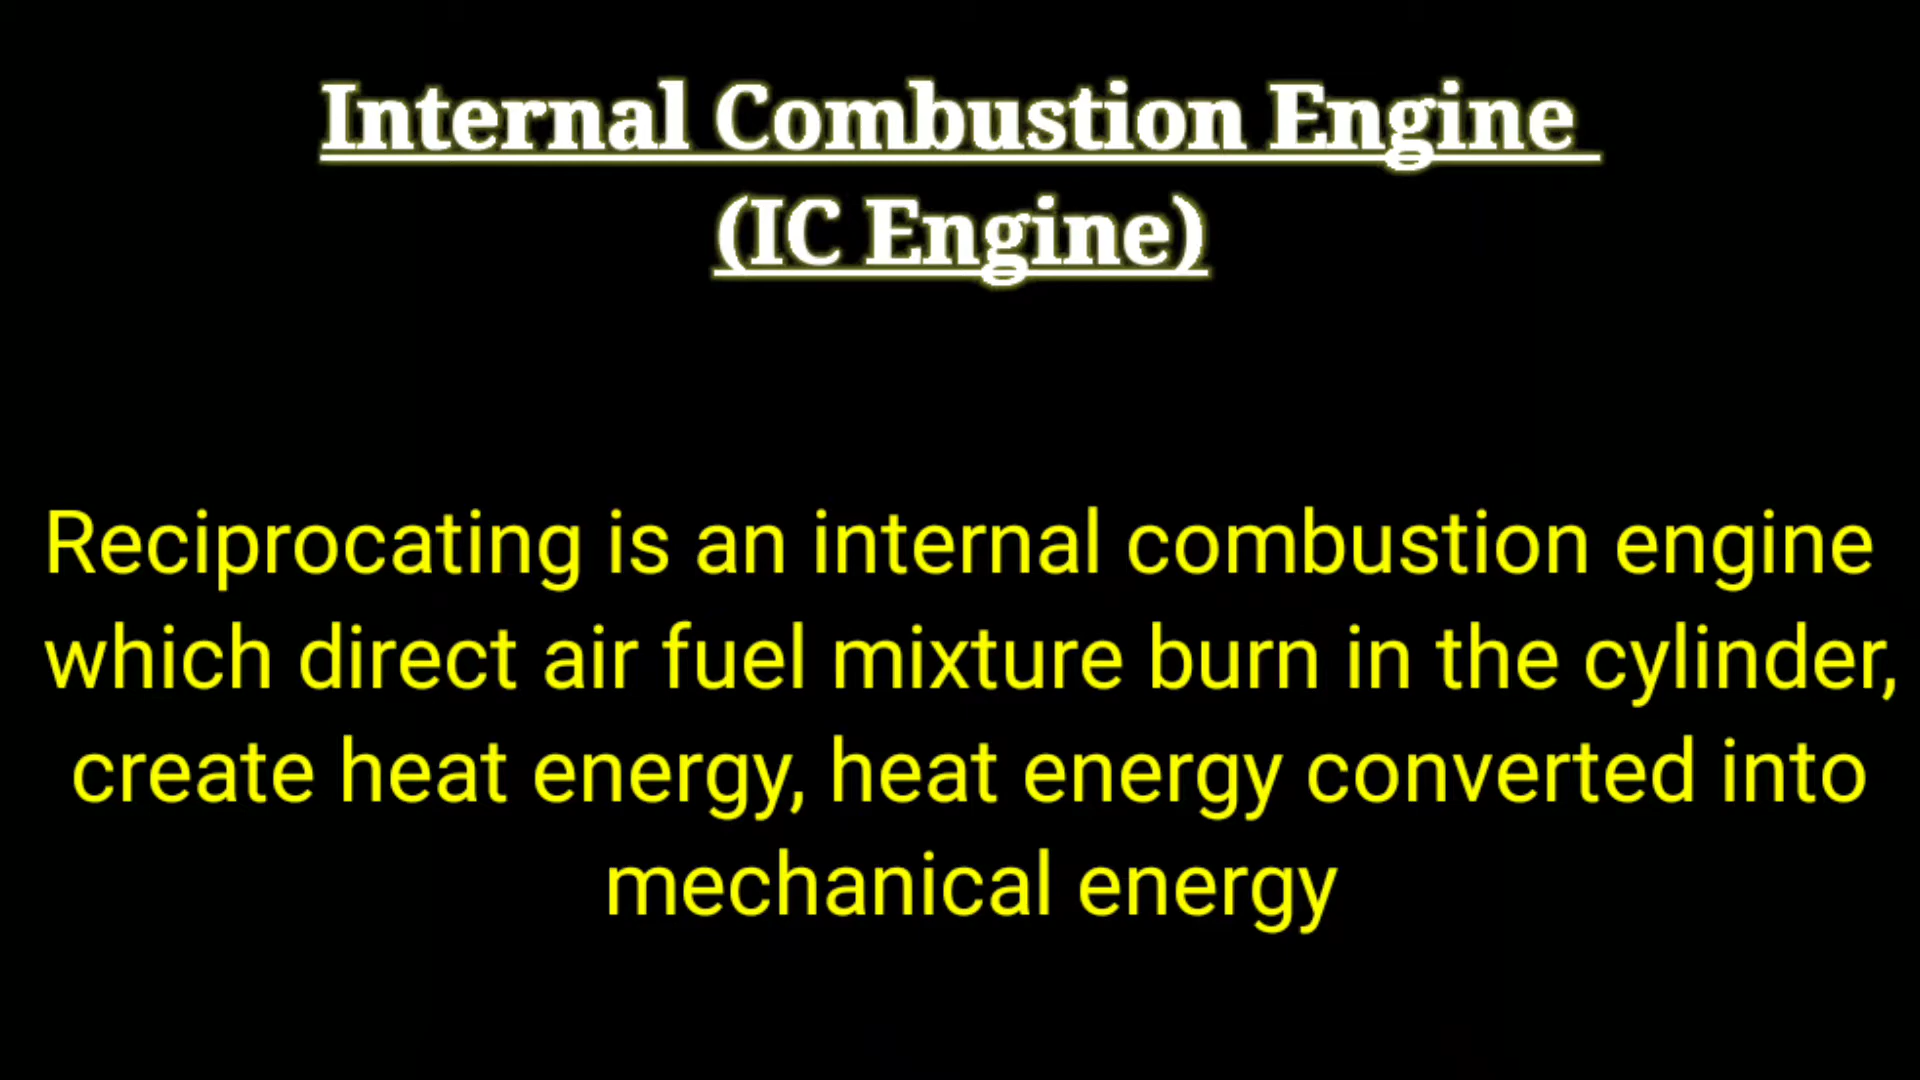 Internal Combustion Engine
(IC Engine)
Reciprocating is an internal combustion engine
which direct air fuel mixture burn in the cylinder,
create heat energy, heat energy converted into
mechanical energy